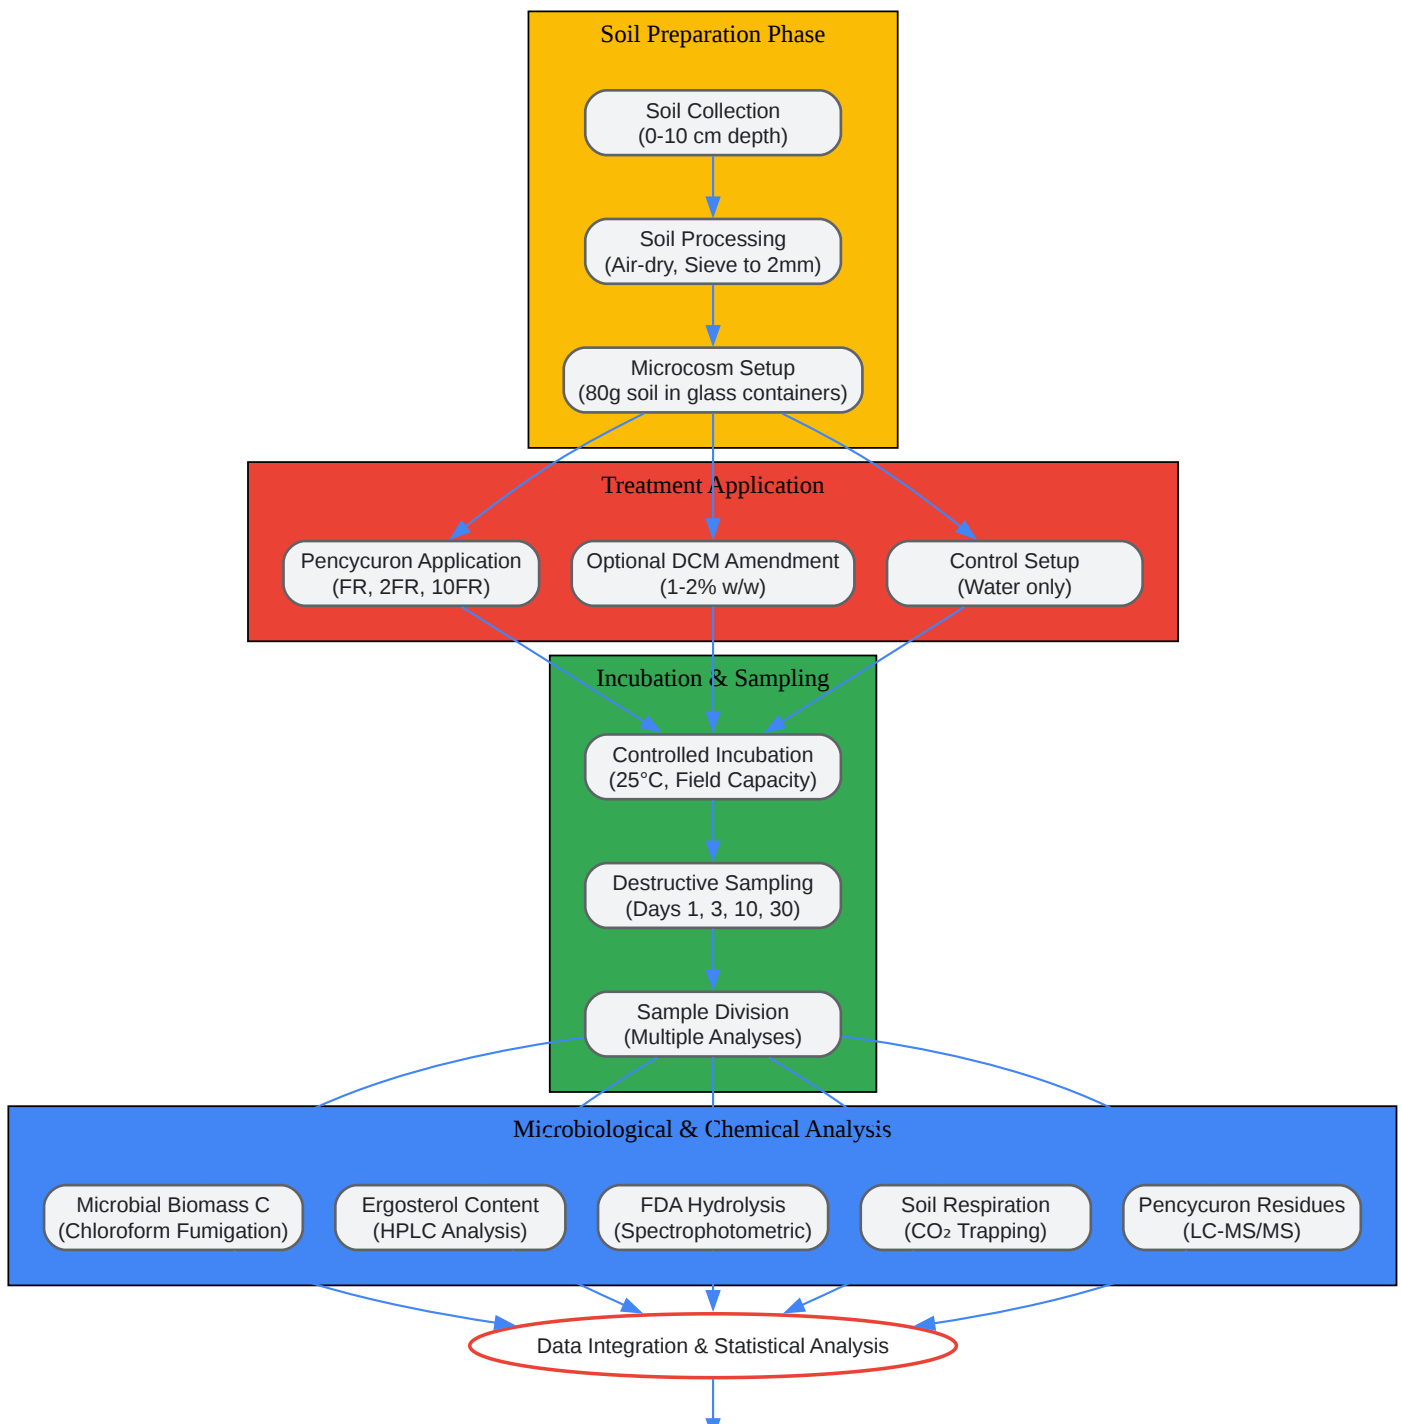 Soil Preparation Phase
Soil Collection
(0-10 cm depth)
Soil Processing
(Air-dry, Sieve to 2mm)
Microcosm Setup
(80g soil in glass containers)
Treatment Application
Pencycuron Application
(FR, 2FR, 10FR)
Optional DCM Amendment
(1-2% w/w)
Control Setup
(Water only)
Incubation & Sampling
Controlled Incubation
(25°C, Field Capacity)
Destructive Sampling
(Days 1, 3, 10, 30)
Sample Division
(Multiple Analyses)
Microbiological & Chemical Analysis
Microbial Biomass C
(Chloroform Fumigation)
Ergosterol Content
(HPLC Analysis)
FDA Hydrolysis
(Spectrophotometric)
Soil Respiration
(CO₂ Trapping)
Pencycuron Residues
(LC-MS/MS)
Data Integration & Statistical Analysis